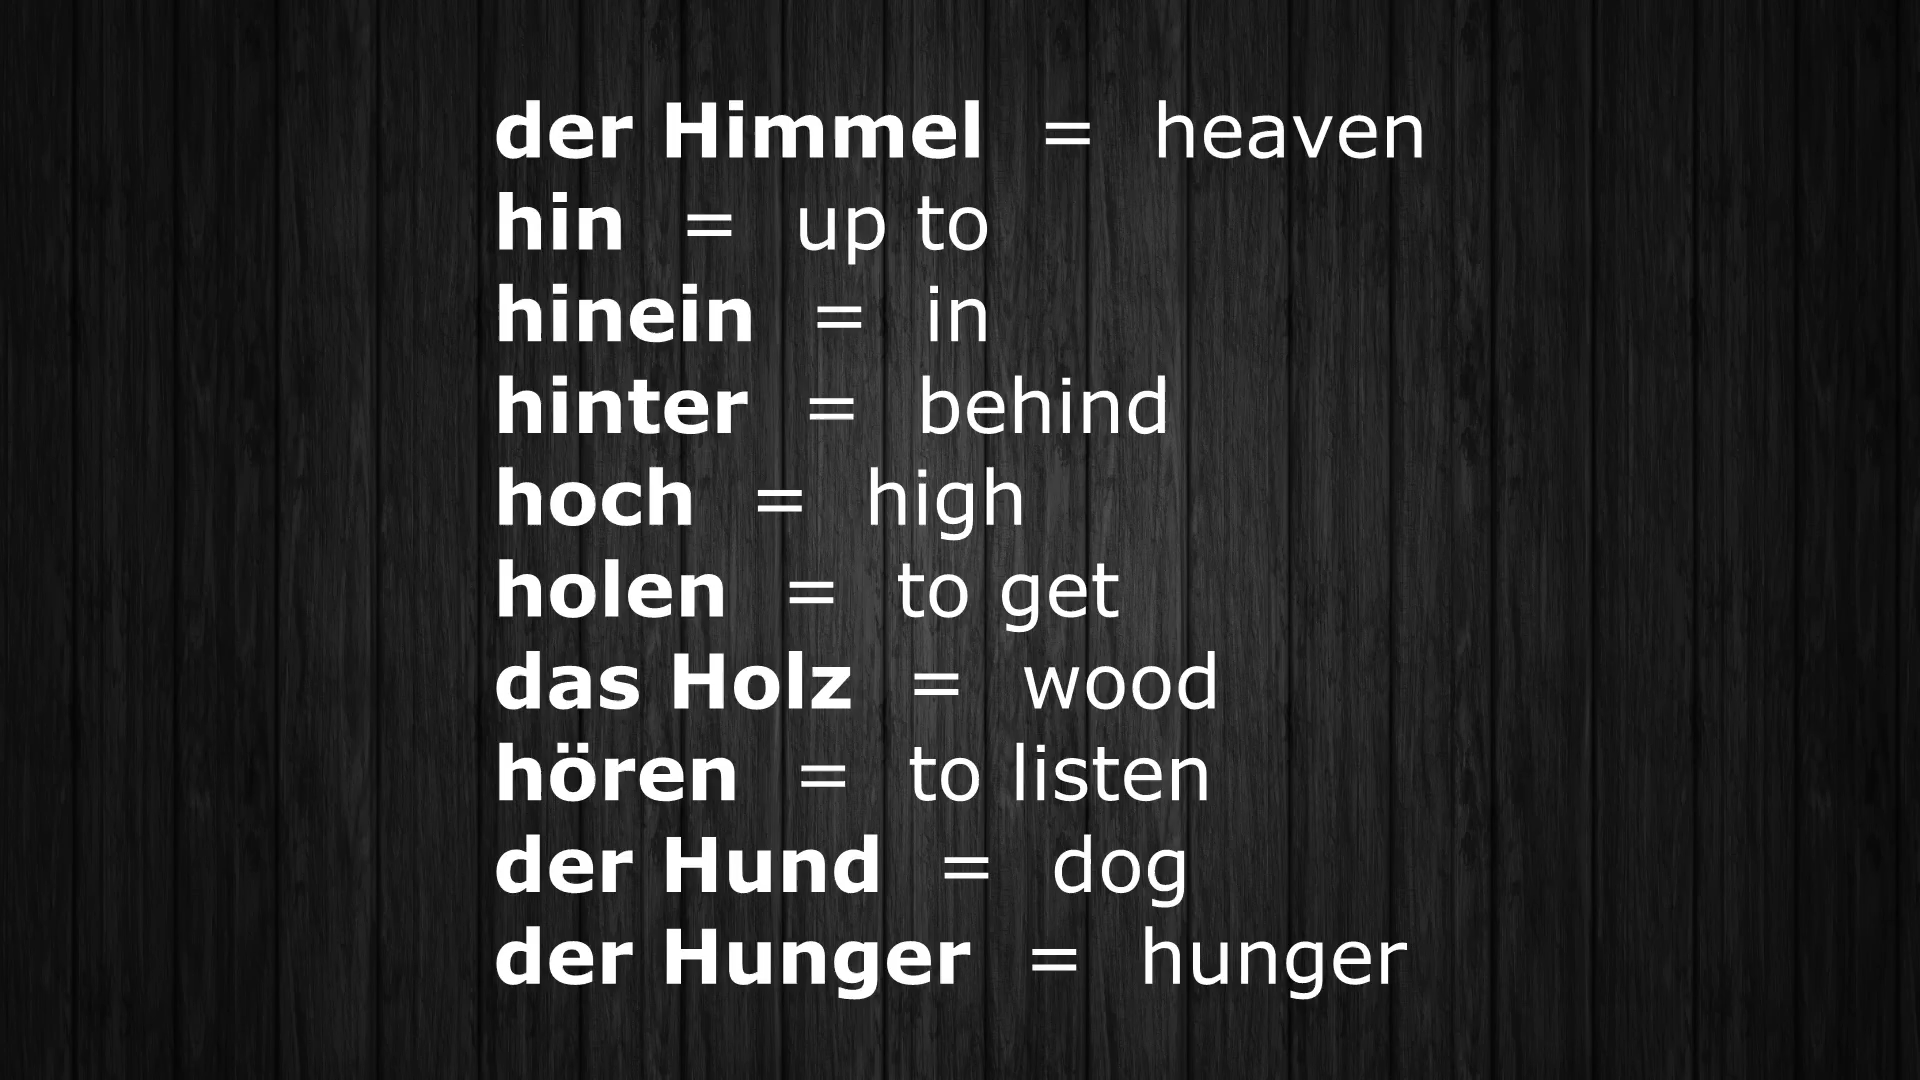 der Himmel = heaven
hin = up to
hinein = in
hinter = behind
hoch = high
holen = to get
das Holz = wood
hören = to listen
der Hund = dog
der Hunger = hunger